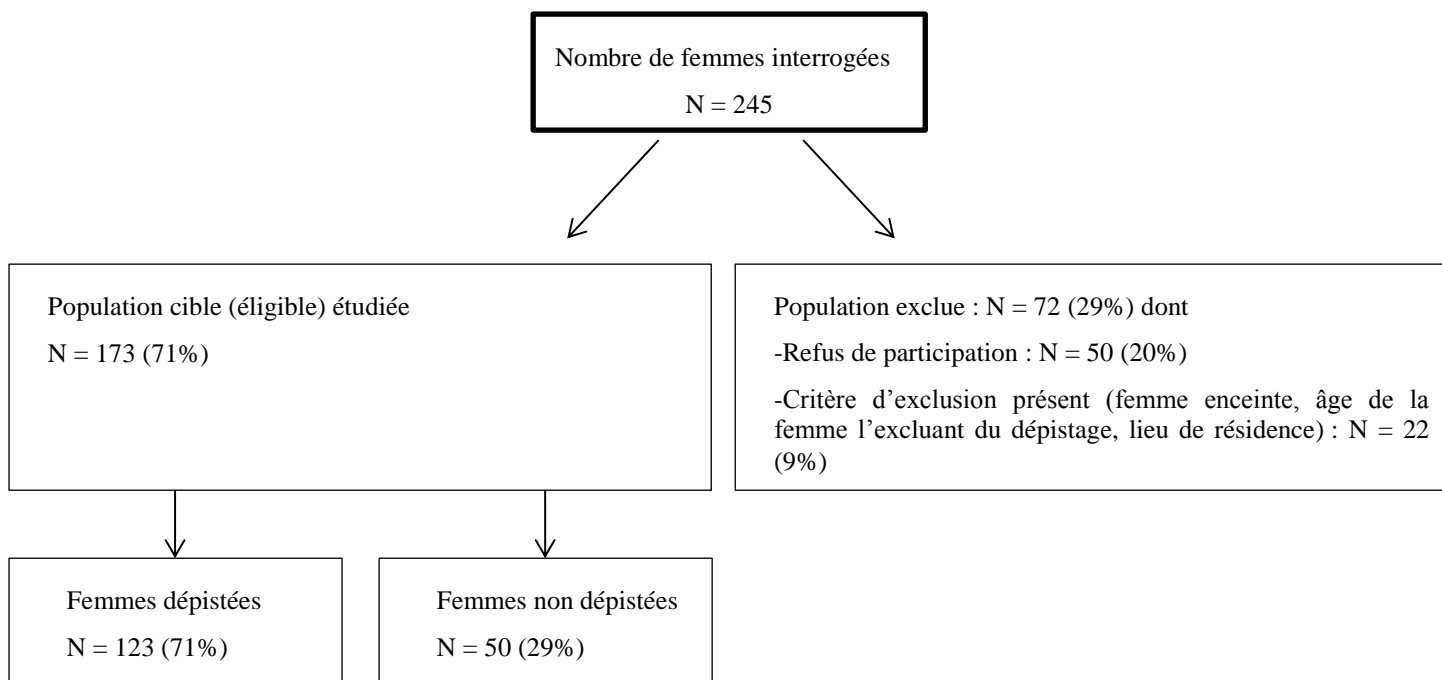 Nombre de femmes interrogées
N = 245
Population cible (éligible) étudiée
N = 173 (71%)
Population exclue : N = 72 (29%) dont
-Refus de participation : N = 50 (20%)
-Critère d’exclusion présent (femme enceinte, âge de la
femme l’excluant du dépistage, lieu de résidence) : N = 22
(9%)
Femmes dépistées
N = 123 (71%)
Femmes non dépistées
N = 50 (29%)